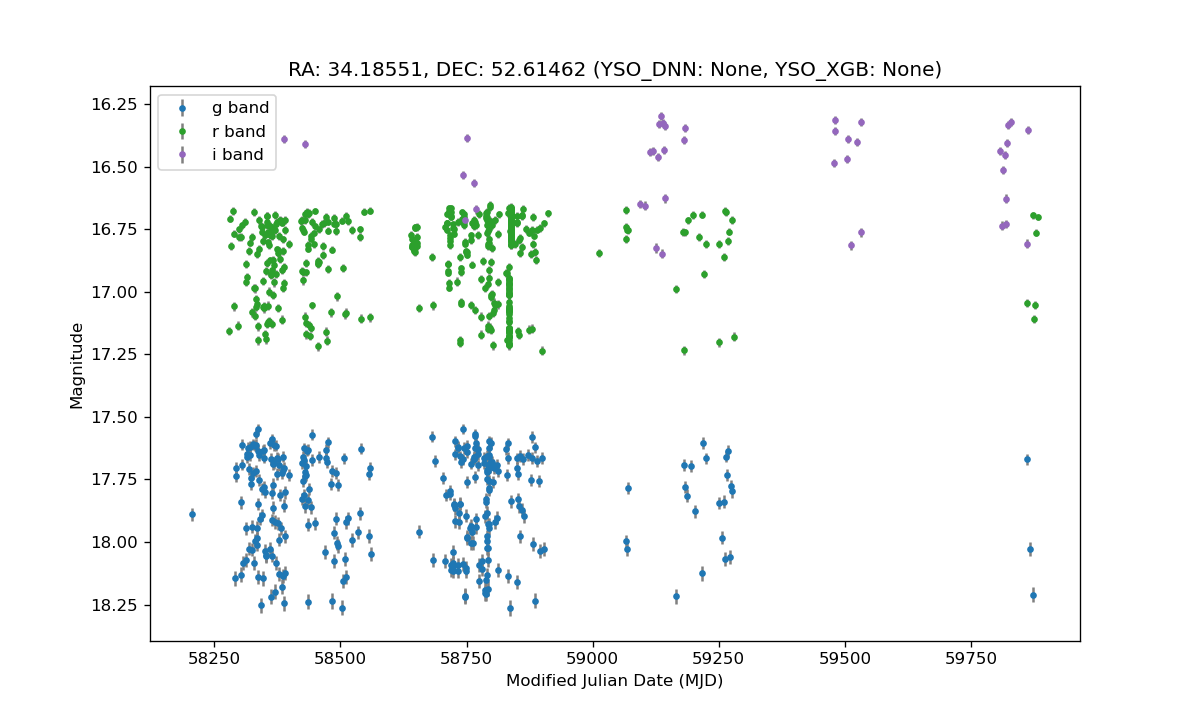 RA: 34.18551, DEC: 52.61462 (YSO_DNN: None, YSO_XGB: None)
g band
r band
i band
16.25
16.50
16.75
17.00
17.25
17.50
17.75
18.00
18.25
Magnitude
58250 58500 58750 59000 59250 59500 59750
Modified Julian Date (MJD)